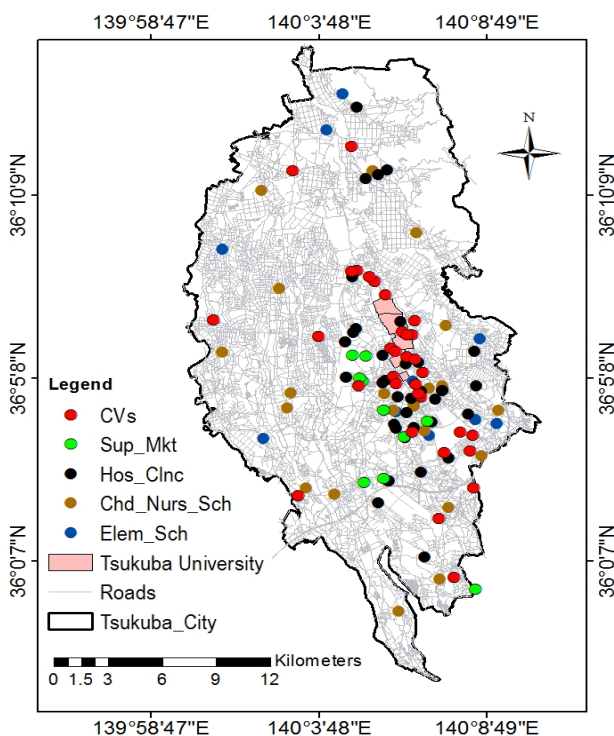 139°58'47"E 140°3'48"E 140°8'49"E
N
36°10'9"N 36°10'9"N
36°5'8"N 36°5'8"N
Legend
CVs
Sup_Mkt
Hos_Clnc
Chd_Nurs_Sch
Elem_Sch
Tsukuba University
36°0'7"N 36°0'7"N
Roads
Tsukuba_City
Kilometers
0 1.5 3 6 9 12
139°58'47"E 140°3'48"E 140°8'49"E